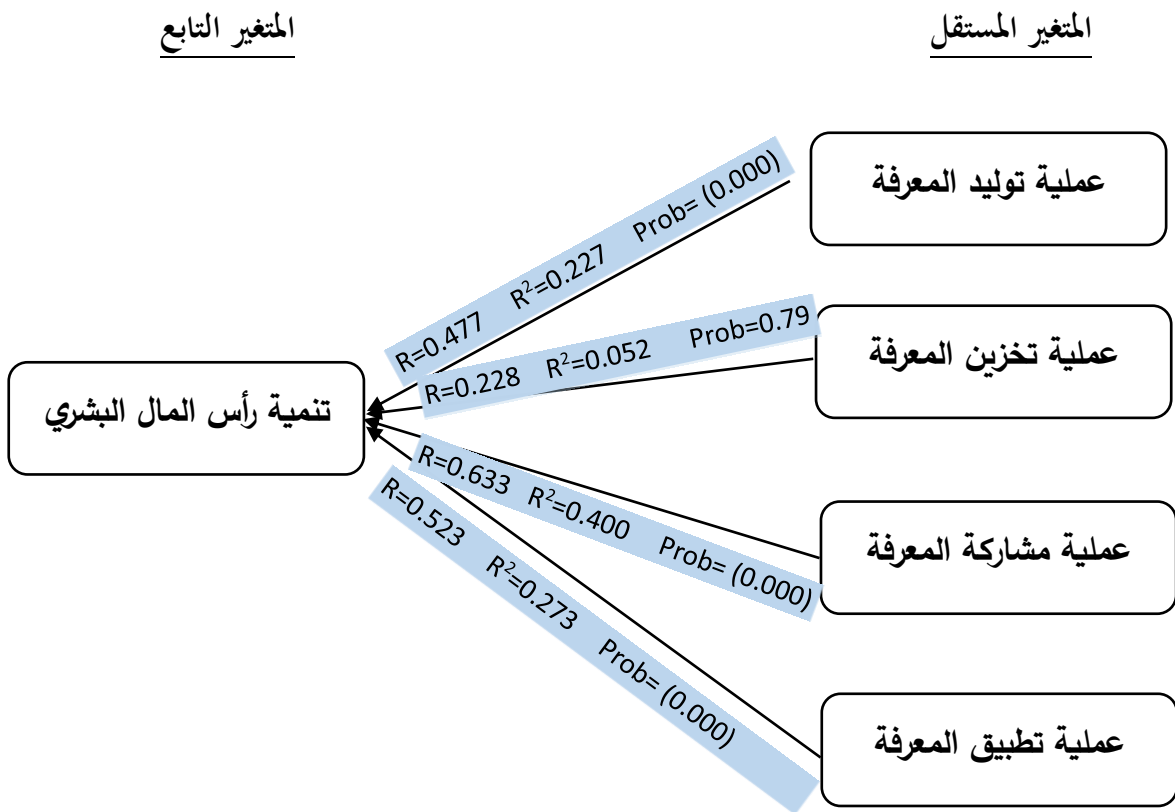 المتغير المستقل
المتغير التابع
عملية توليد المعرفة
R=0.477 R²=0.227 Prob= (0.000)
عملية تخزين المعرفة
R=0.228 R²=0.052 Prob=0.79
تنمية رأس المال البشري
عملية مشاركة المعرفة
R=0.633 R²=0.400 Prob= (0.000)
عملية تطبيق المعرفة
R=0.523 R²=0.273 Prob= (0.000)